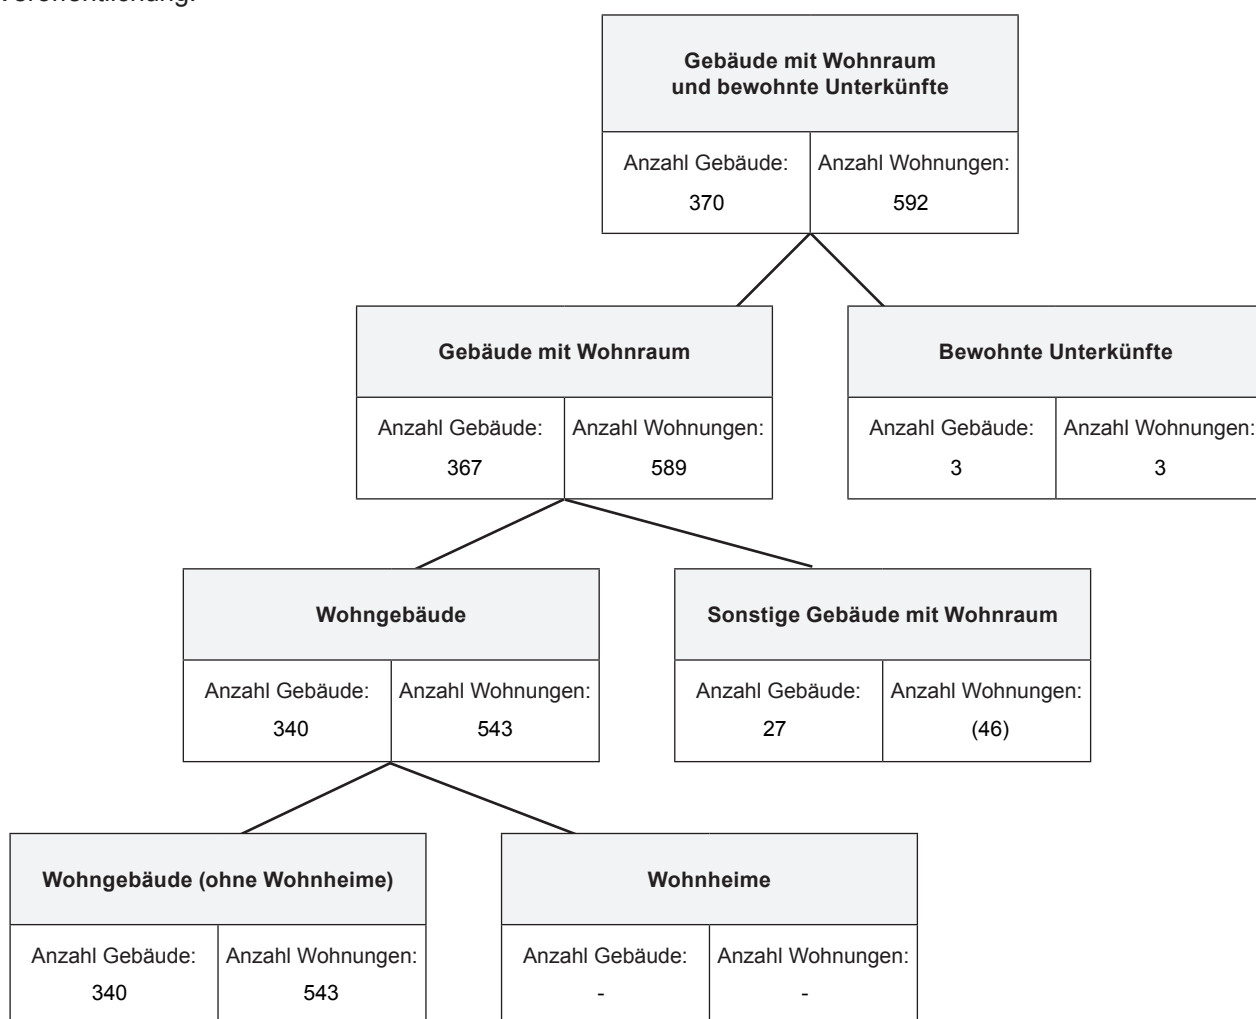 Veröffentlichung.
Gebäude mit Wohnraum
und bewohnte Unterkünfte
Anzahl Gebäude:
370
Anzahl Wohnungen:
592
Gebäude mit Wohnraum
Anzahl Gebäude:
367
Anzahl Wohnungen:
589
Bewohnte Unterkünfte
Anzahl Gebäude:
3
Anzahl Wohnungen:
3
Wohngebäude
Anzahl Gebäude:
340
Anzahl Wohnungen:
543
Sonstige Gebäude mit Wohnraum
Anzahl Gebäude:
27
Anzahl Wohnungen:
(46)
Wohngebäude (ohne Wohnheime)
Anzahl Gebäude:
340
Anzahl Wohnungen:
543
Wohnheime
Anzahl Gebäude:
-
Anzahl Wohnungen:
-